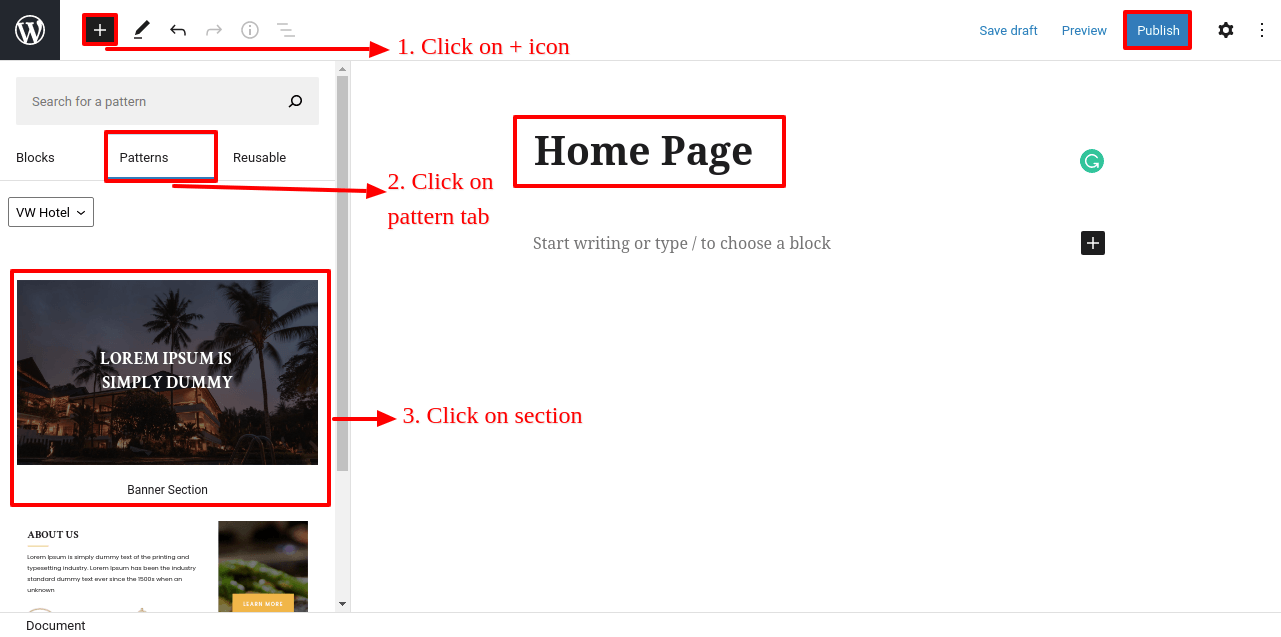 1. Click on + icon
Save draft
Preview
Publish
Search for a pattern
Blocks
Patterns
Reusable
2. Click on
pattern tab
VW Hotel
Home Page
Start writing or type / to choose a block
LOREM IPSUM IS
SIMPLY DUMMY
Banner Section
3. Click on section
ABOUT US
Lorem Ipsum is simply dummy text of the printing and
typesetting industry. Lorem Ipsum has been the industry
standard dummy text ever since the 1500s when an
unknown
LEARN MORE
Document